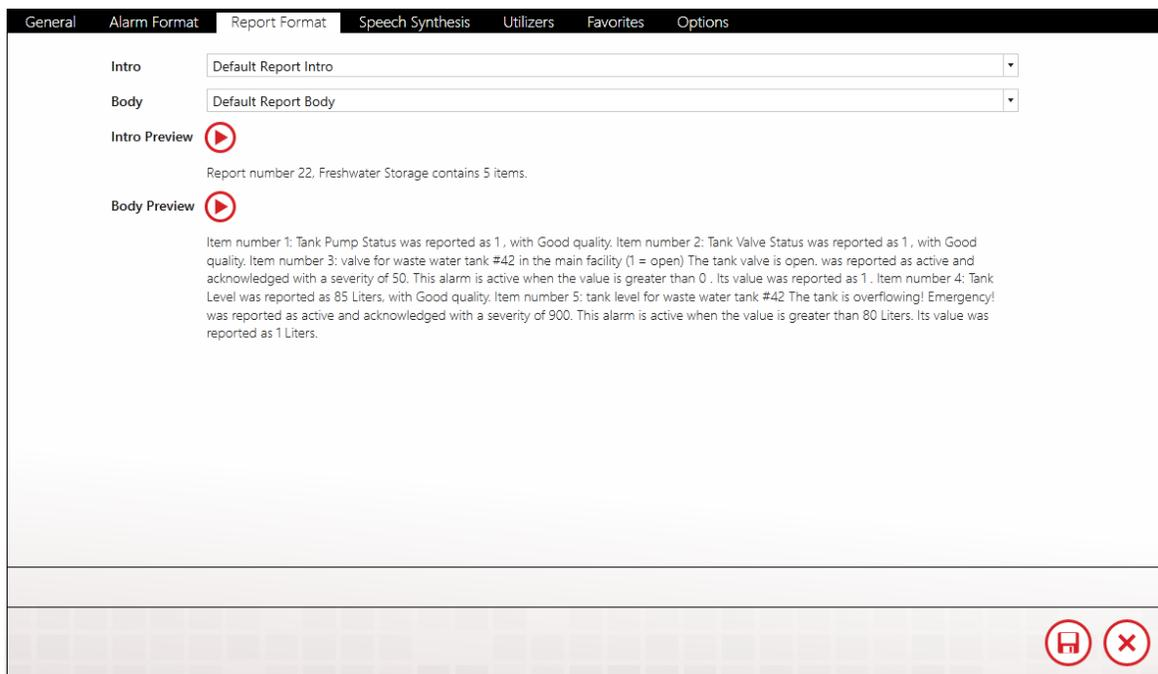 General Alarm Format Report Format Speech Synthesis Utilizers Favorites Options
Intro Default Report Intro
Body Default Report Body
Intro Preview
Report number 22, Freshwater Storage contains 5 items.
Body Preview
Item number 1: Tank Pump Status was reported as 1 , with Good quality. Item number 2: Tank Valve Status was reported as 1 , with Good
quality. Item number 3: valve for waste water tank #42 in the main facility (1 = open) The tank valve is open. was reported as active and
acknowledged with a severity of 50. This alarm is active when the value is greater than 0 . Its value was reported as 1 . Item number 4: Tank
Level was reported as 85 Liters, with Good quality. Item number 5: tank level for waste water tank #42 The tank is overflowing! Emergency!
was reported as active and acknowledged with a severity of 900. This alarm is active when the value is greater than 80 Liters. Its value was
reported as 1 Liters.